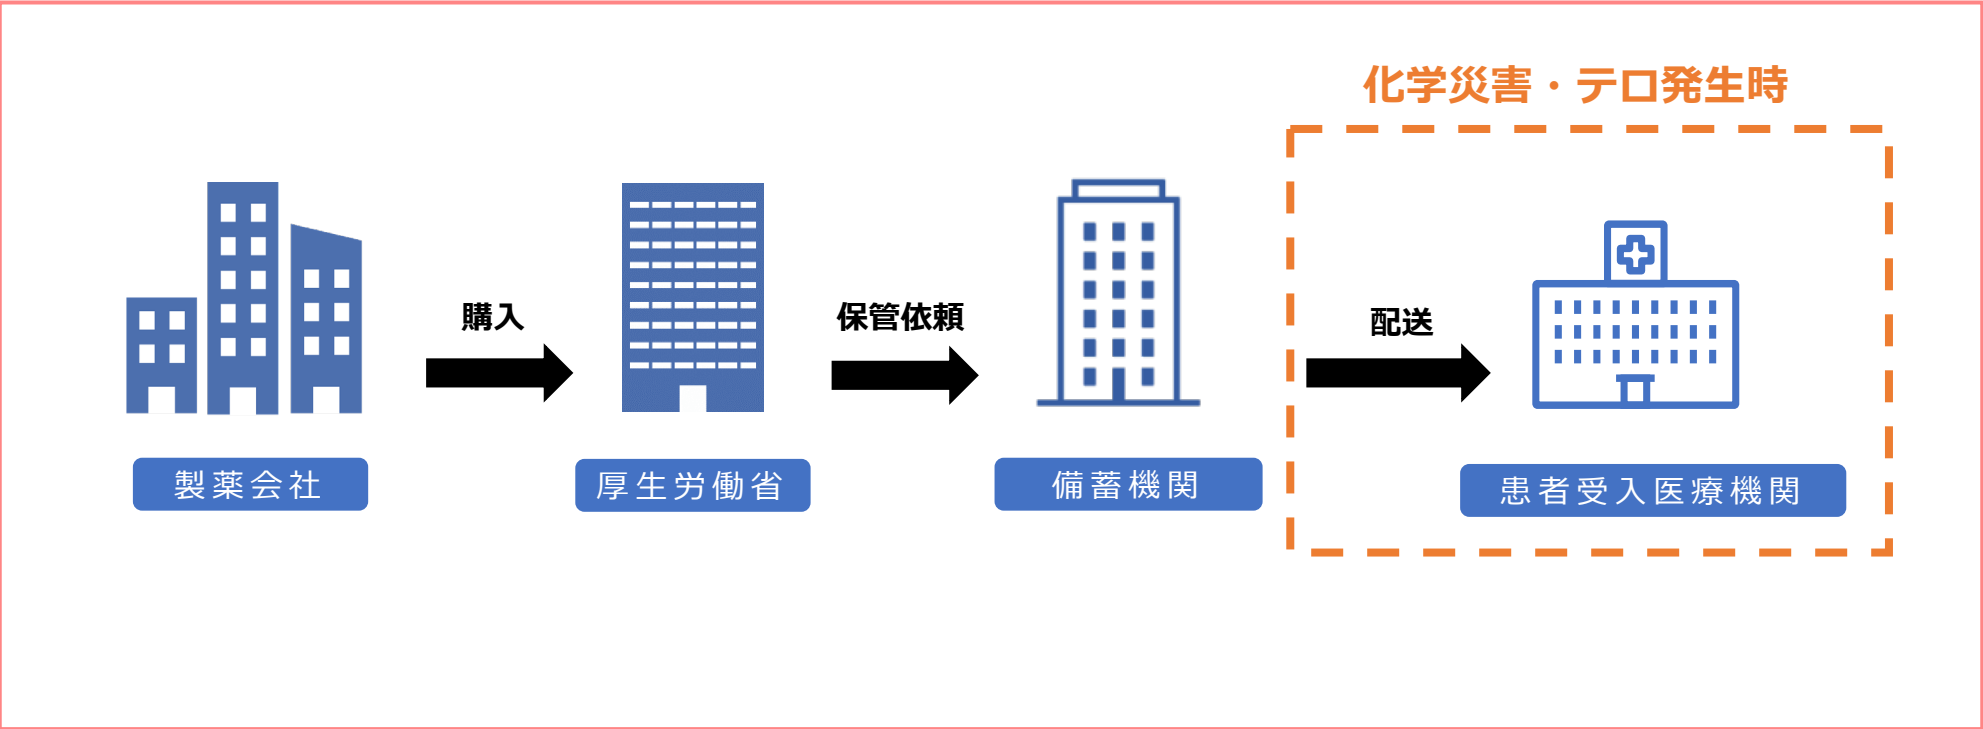 化学災害・テロ発生時
購入
保管依頼
配送
製薬会社
厚生労働省
備蓄機関
患者受入医療機関